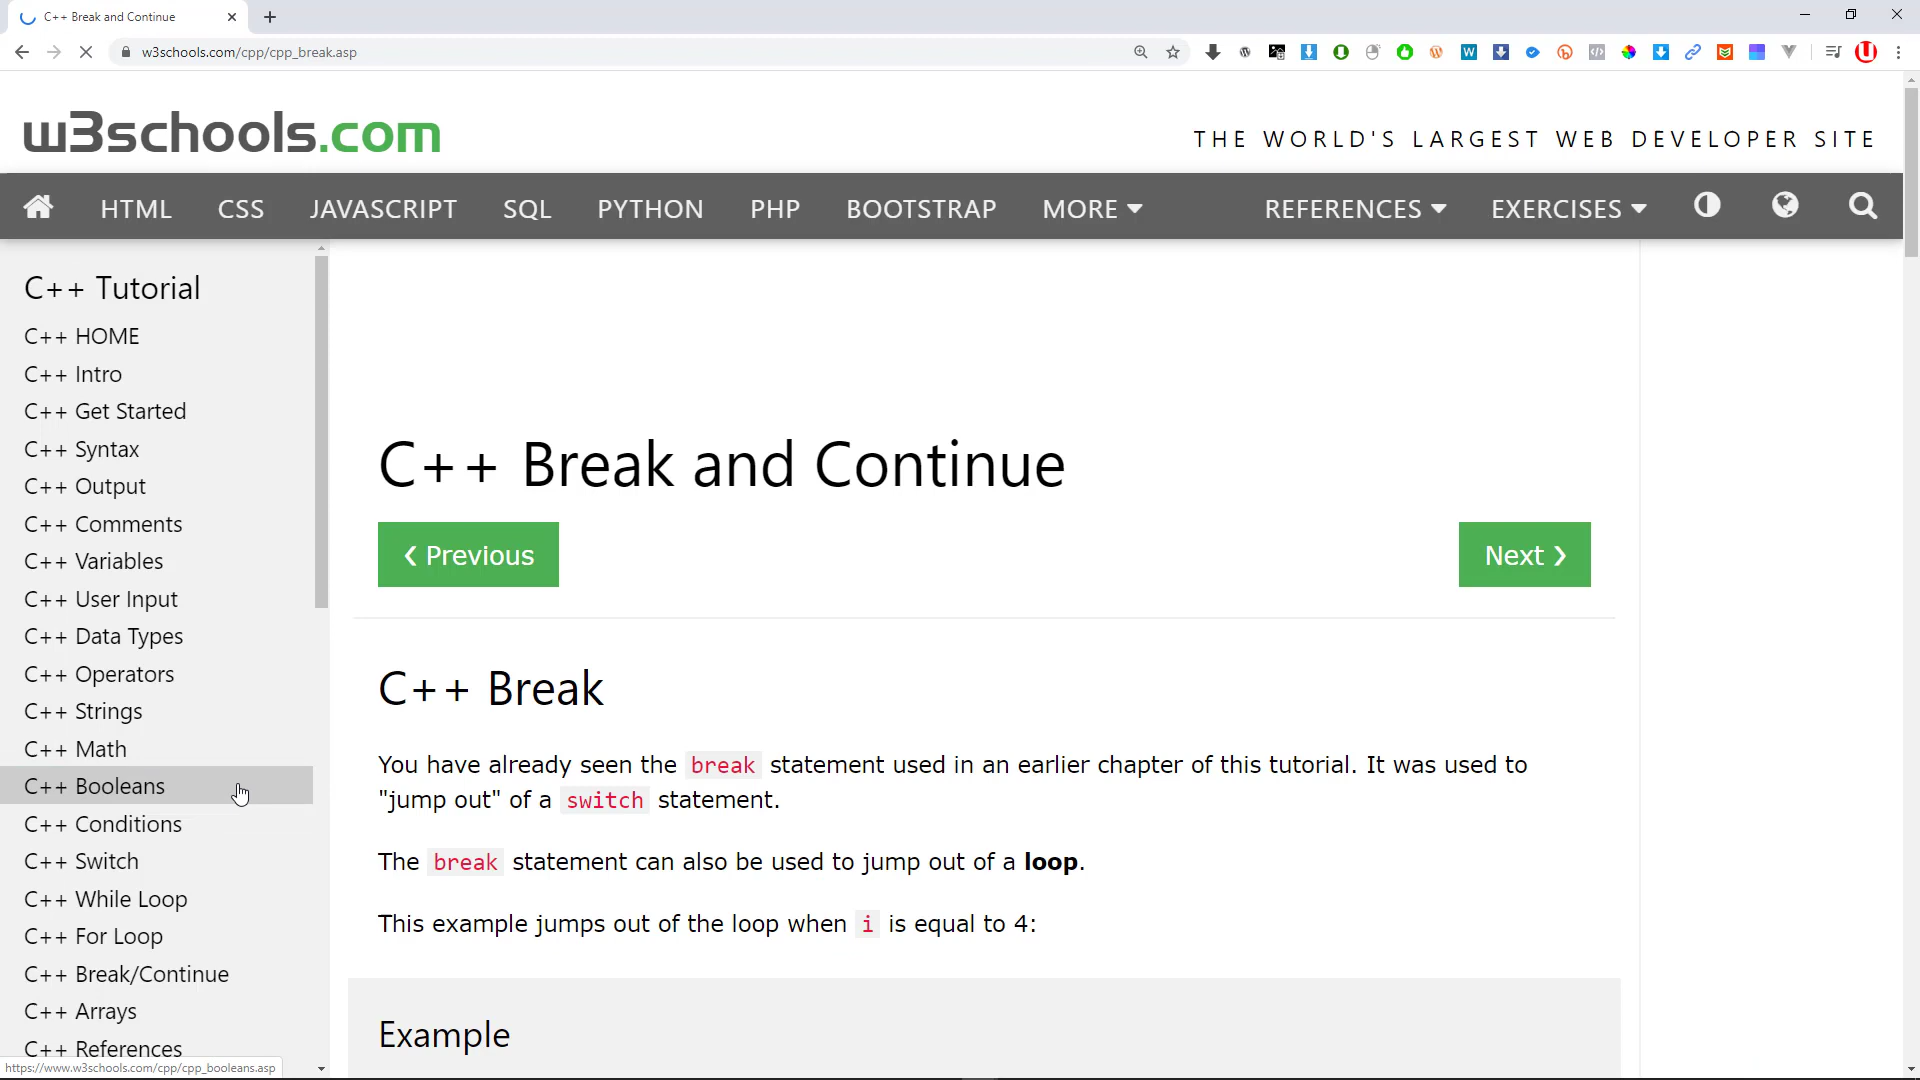 C++ Break and Continue
w3schools.com/cpp/cpp_break.asp
w3schools.com
THE WORLD'S LARGEST WEB DEVELOPER SITE
HTML CSS JAVASCRIPT SQL PYTHON PHP BOOTSTRAP MORE REFERENCES EXERCISES
C++ Tutorial
C++ HOME
C++ Intro
C++ Get Started
C++ Syntax
C++ Output
C++ Comments
C++ Variables
C++ User Input
C++ Data Types
C++ Operators
C++ Strings
C++ Math
C++ Booleans
C++ Conditions
C++ Switch
C++ While Loop
C++ For Loop
C++ Break/Continue
C++ Arrays
C++ References
https://www.w3schools.com/cpp/cpp_booleans.asp
C++ Break and Continue
❮ Previous
Next ❯
C++ Break
You have already seen the break statement used in an earlier chapter of this tutorial. It was used to
"jump out" of a switch statement.
The break statement can also be used to jump out of a loop.
This example jumps out of the loop when i is equal to 4:
Example